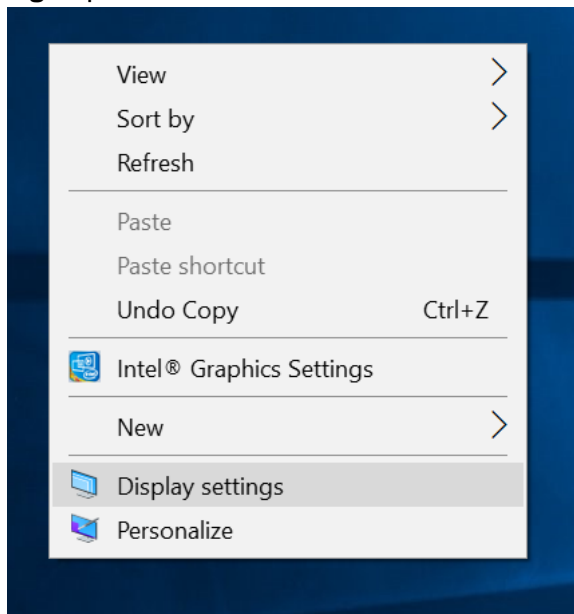 View
Sort by
Refresh
Paste
Paste shortcut
Undo Copy Ctrl+Z
Intel® Graphics Settings
New
Display settings
Personalize